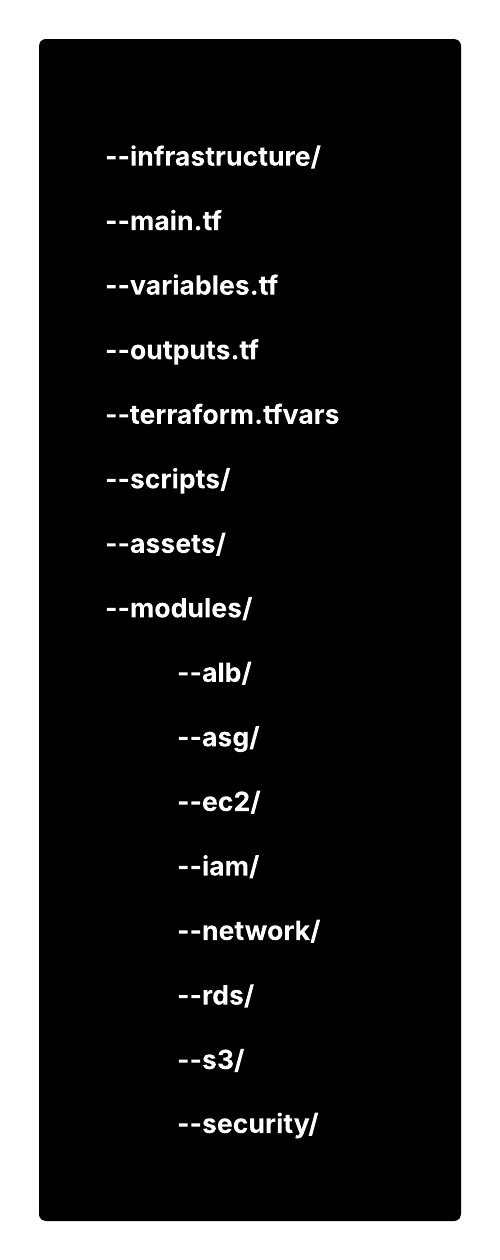 --infrastructure/
--main.tf
--variables.tf
--outputs.tf
--terraform.tfvars
--scripts/
--assets/
--modules/
--alb/
--asg/
--ec2/
--iam/
--network/
--rds/
--s3/
--security/